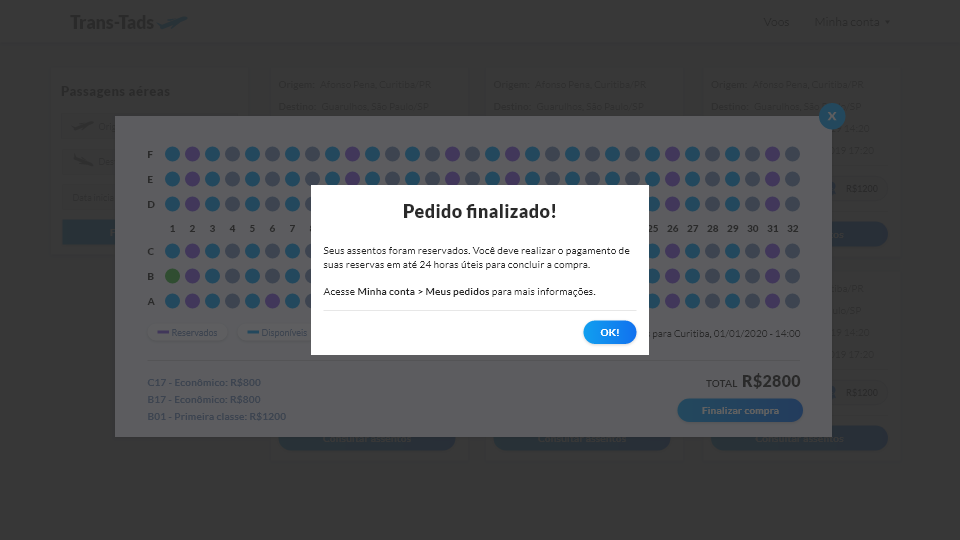 Trans-Tads
Vôos
Minha conta
Passagens aéreas
Origem: Afonso Pena, Curitiba/PR
Destino: Guarulhos, São Paulo/SP
Origem: Afonso Pena, Curitiba/PR
Destino: Guarulhos, São Paulo/SP
Origem: Afonso Pena, Curitiba/PR
Destino: Guarulhos, São Paulo/SP
X
F
E
D
1 2 3 4 5 6 7
25 26 27 28 29 30 31 32
C
B
A
Pedido finalizado!
Seus assentos foram reservados. Você deve realizar o pagamento de
suas reservas em até 24 horas úteis para concluir a compra.
Acesse Minha conta > Meus pedidos para mais informações.
OK!
Reservados
Disponíveis
para Curitiba, 01/01/2020 - 14:00
C17 - Econômico: R$800
B17 - Econômico: R$800
B01 - Primeira classe: R$1200
TOTAL R$2800
Finalizar compra
R$1200
R$1200